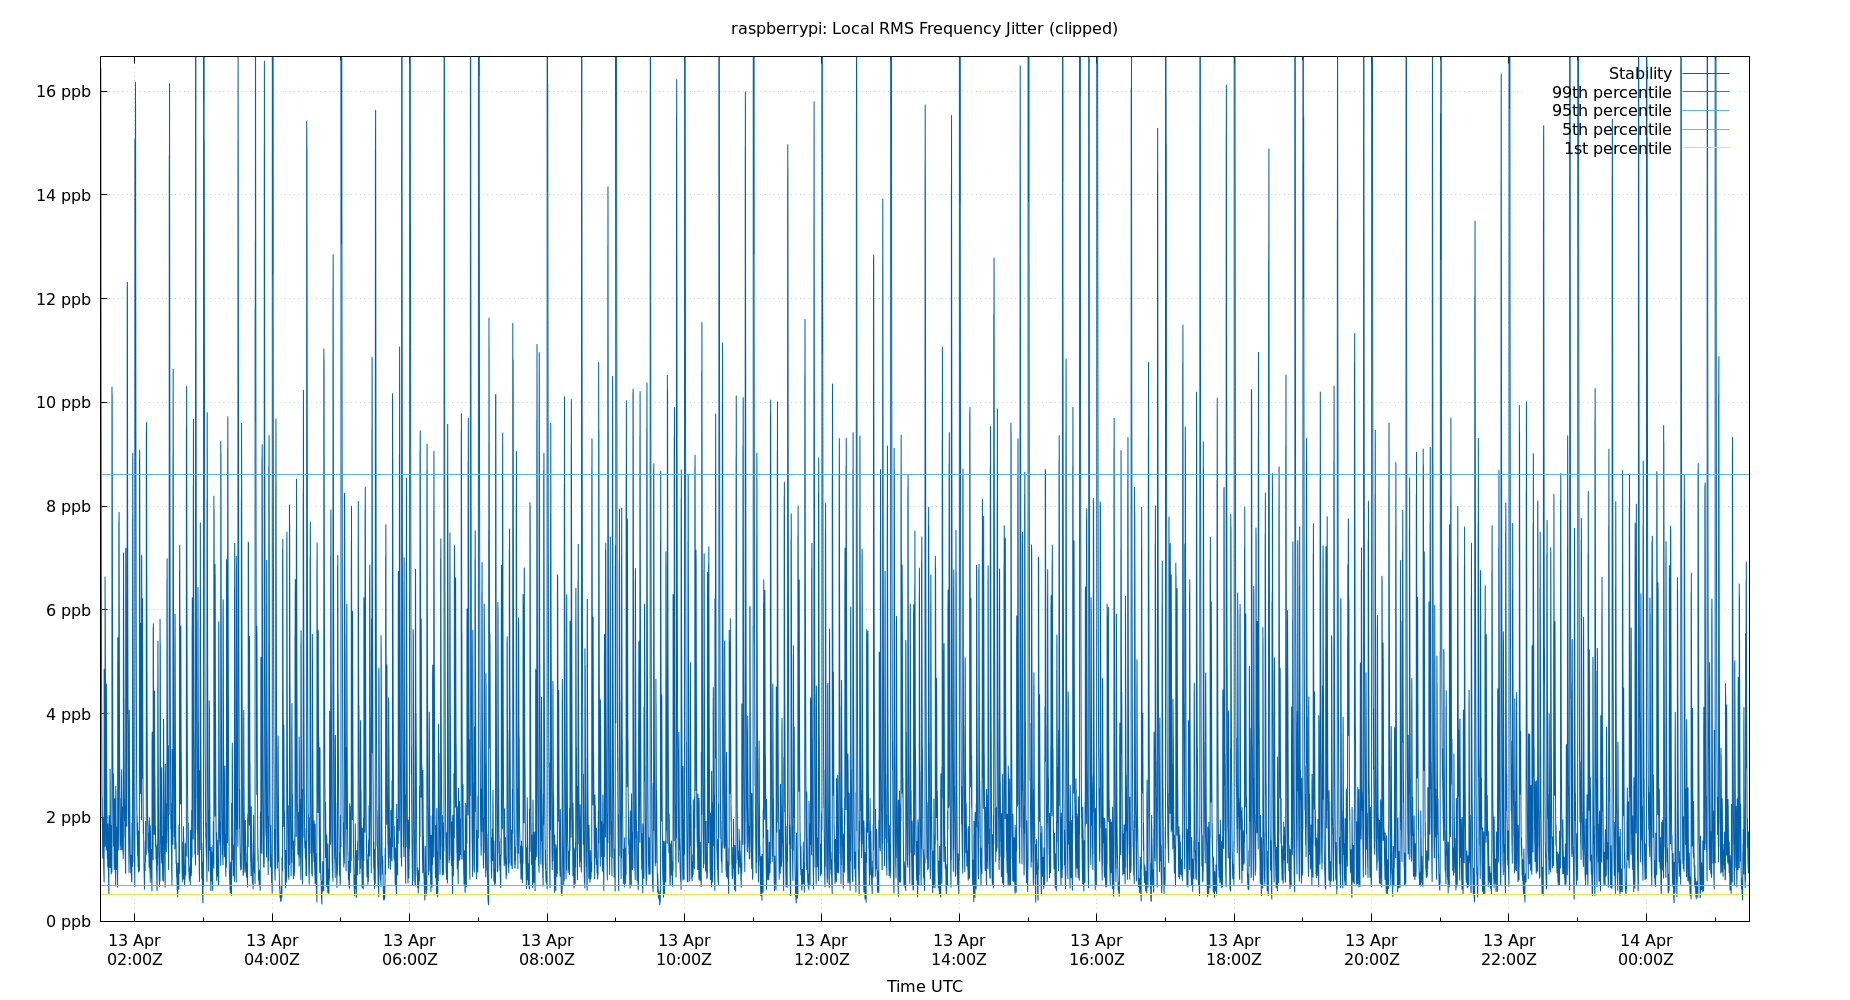 raspberrypi: Local RMS Frequency Jitter (clipped)
Stability
99th percentile
95th percentile
5th percentile
1st percentile
16 ppb
14 ppb
12 ppb
10 ppb
8 ppb
6 ppb
4 ppb
2 ppb
0 ppb
13 Apr 13 Apr 13 Apr 13 Apr 13 Apr 13 Apr 13 Apr 13 Apr 13 Apr 13 Apr 13 Apr 14 Apr
02:00Z 04:00Z 06:00Z 08:00Z 10:00Z 12:00Z 14:00Z 16:00Z 18:00Z 20:00Z 22:00Z 00:00Z
Time UTC